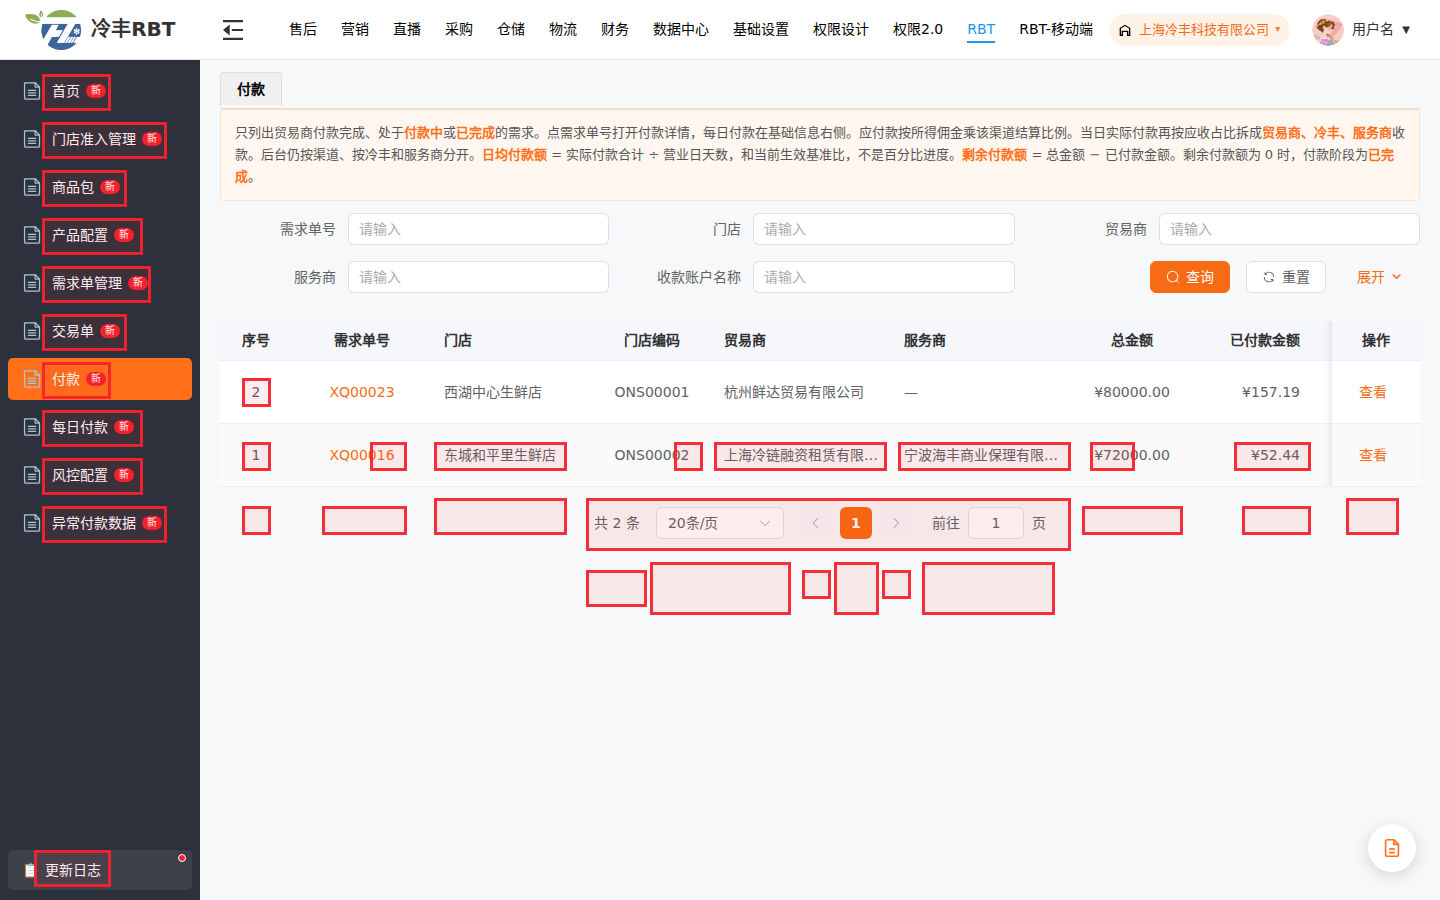 冷丰RBT
售后 营销 直播 采购 仓储 物流 财务 数据中心 基础设置 权限设计 权限2.0 RBT RBT-移动端 上海冷丰科技有限公司 ▾ 用户名 ▼
首页 新
门店准入管理 新
商品包 新
产品配置 新
需求单管理 新
交易单 新
付款 新
每日付款 新
风控配置 新
异常付款数据 新
更新日志
付款
只列出贸易商付款完成、处于付款中或已完成的需求。点需求单号打开付款详情，每日付款在基础信息右侧。应付款按所得佣金乘该渠道结算比例。当日实际付款再按应收占比拆成贸易商、冷丰、服务商收
款。后台仍按渠道、按冷丰和服务商分开。日均付款额 = 实际付款合计 ÷ 营业日天数，和当前生效基准比，不是百分比进度。剩余付款额 = 总金额 − 已付款金额。剩余付款额为 0 时，付款阶段为已完
成。
需求单号 请输入 门店 请输入 贸易商 请输入
服务商 请输入 收款账户名称 请输入 查询 重置 展开
序号 需求单号 门店 门店编码 贸易商 服务商 总金额 已付款金额 操作
2 XQ00023 西湖中心生鲜店 ONS00001 杭州鲜达贸易有限公司 — ¥80000.00 ¥157.19 查看
1 XQ00016 东城和平里生鲜店 ONS00002 上海冷链融资租赁有限... 宁波海丰商业保理有限... ¥72000.00 ¥52.44 查看
共 2 条 20条/页 1 前往 1 页